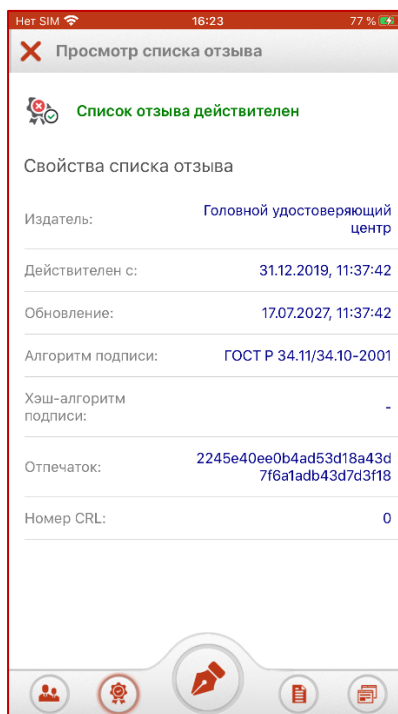 Нет SIM 16:23 77 %
Просмотр списка отзыва
Список отзыва действителен
Свойства списка отзыва
Издатель: Головной удостоверяющий
центр
Действителен с: 31.12.2019, 11:37:42
Обновление: 17.07.2027, 11:37:42
Алгоритм подписи: ГОСТ Р 34.11/34.10-2001
Хэш-алгоритм
подписи: -
Отпечаток: 2245e40ee0b4ad53d18a43d
7f6a1adb43d7d3f18
Номер CRL: 0